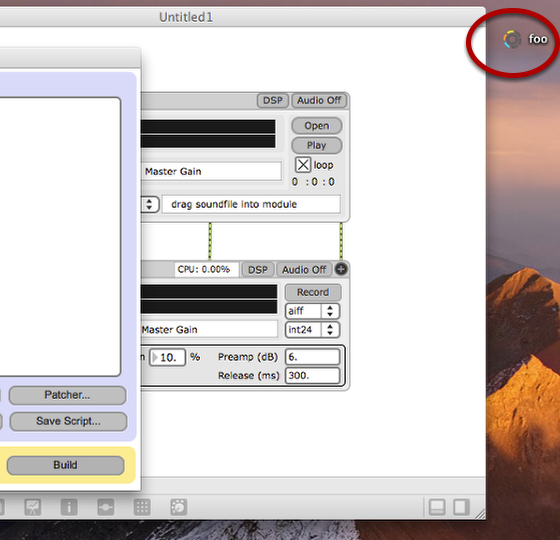 Untitled1
foo
DSP Audio Off
Open
Play
loop
Master Gain
0 : 0 : 0
drag soundfile into module
CPU: 0.00% DSP Audio Off
Record
aiff
Master Gain
int24
10. % Preamp (dB) 6.
Release (ms) 300.
Patcher...
Save Script...
Build